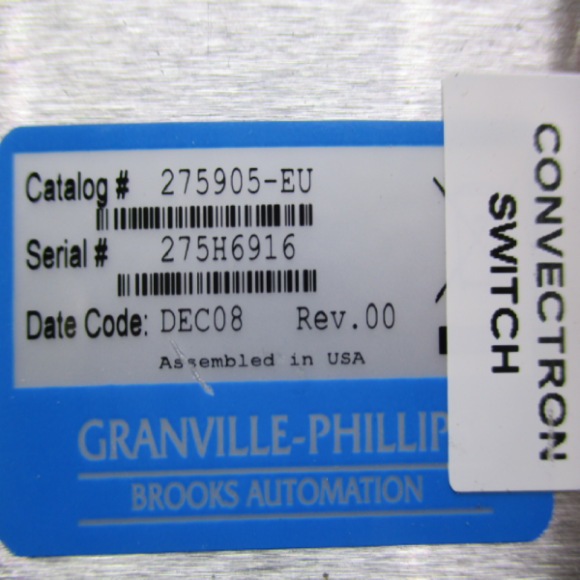 Catalog # 275905-EU
Serial # 275H6916
Date Code: DEC08 Rev.00
Assembled in USA
GRANVILLE-PHILLIP
BROOKS AUTOMATION
CONVECTRON
SWITCH